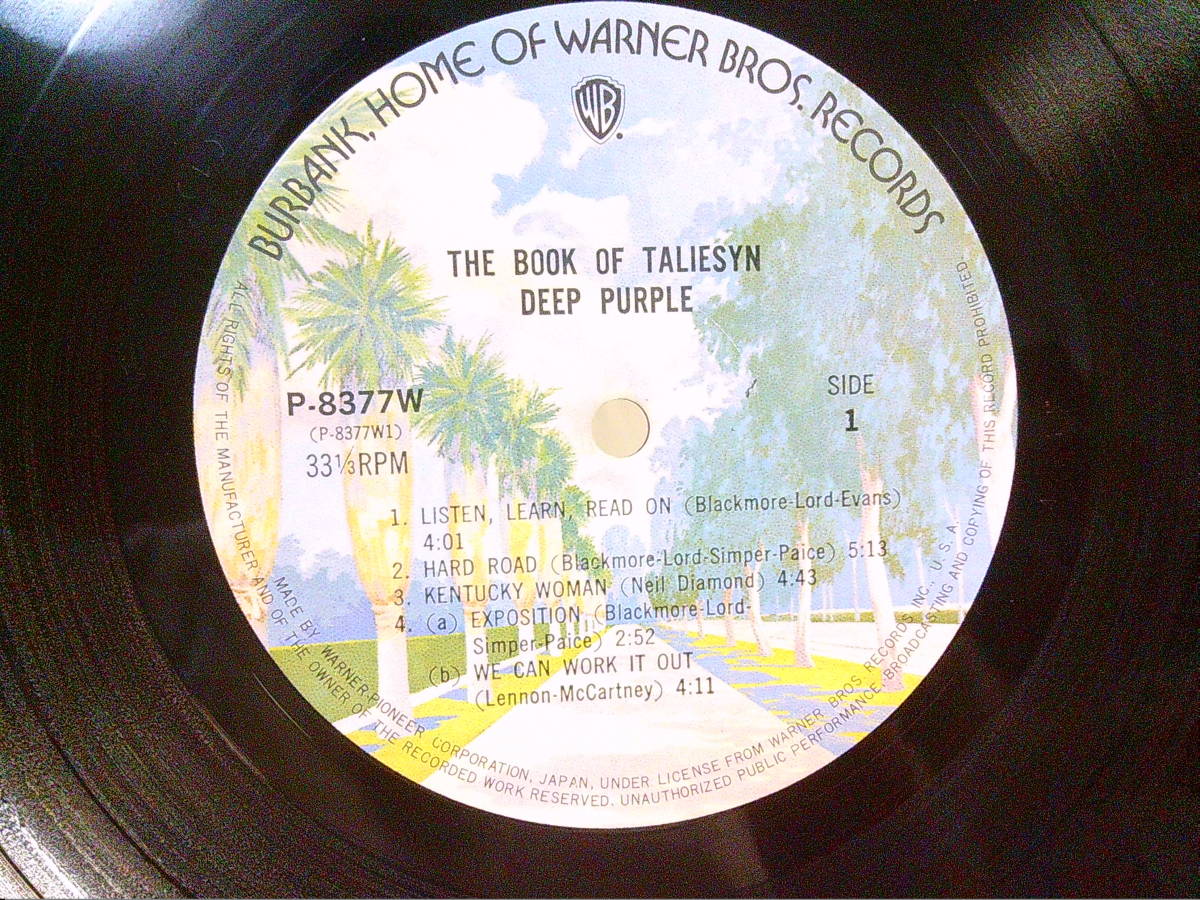 BURBANK, HOME OF WARNER BROS. RECORDS
WB
THE BOOK OF TALIESYN
DEEP PURPLE
P-8377W
(P-8377W1)
33⅓RPM
SIDE
1
1. LISTEN, LEARN, READ ON (Blackmore-Lord-Evans)
4:01
2. HARD ROAD (Blackmore-Lord-Simper-Paice) 5:13
3. KENTUCKY WOMAN (Neil Diamond) 4:43
4. (a) EXPOSITION (Blackmore-Lord-
Simper-Paice) 2:52
(b) WE CAN WORK IT OUT
(Lennon-McCartney) 4:11
MADE BY WARNER-PIONEER CORPORATION, JAPAN, UNDER LICENSE FROM WARNER BROS. RECORDS INC., U. S. A.
ALL RIGHTS OF THE MANUFACTURER AND OF THE OWNER OF THE RECORDED WORK RESERVED. UNAUTHORIZED PUBLIC PERFORMANCE, BROADCASTING AND COPYING OF THIS RECORD PROHIBITED